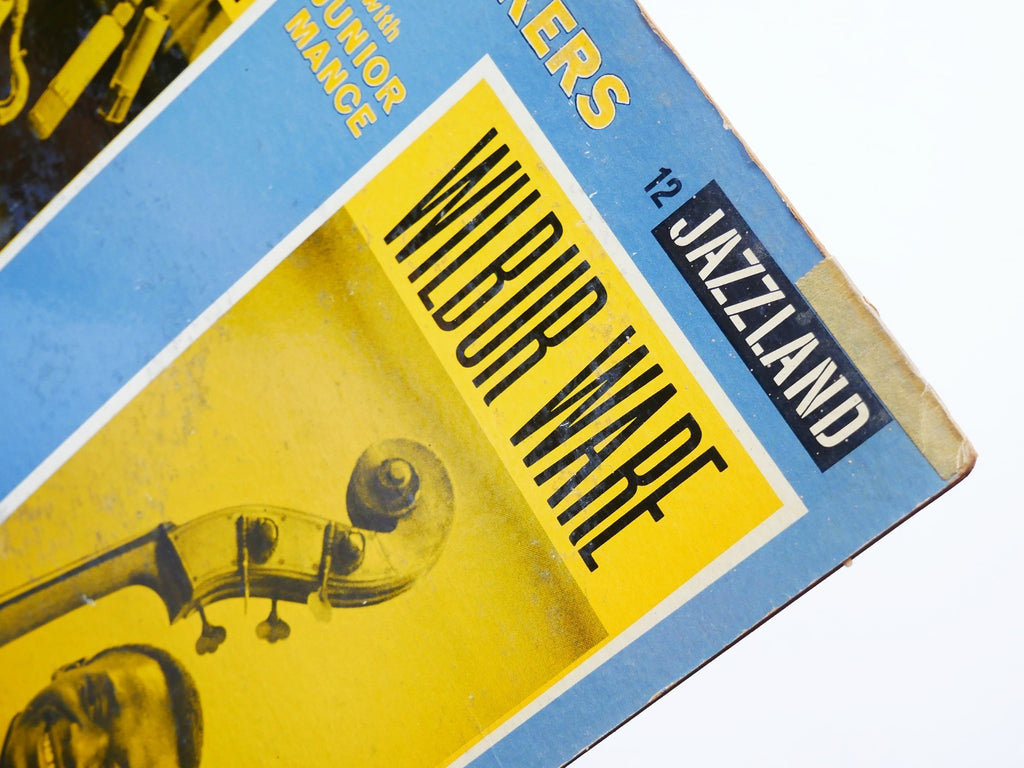 with
JUNIOR
MANCE
KERS
12
JAZZLAND
WILBUR WARE